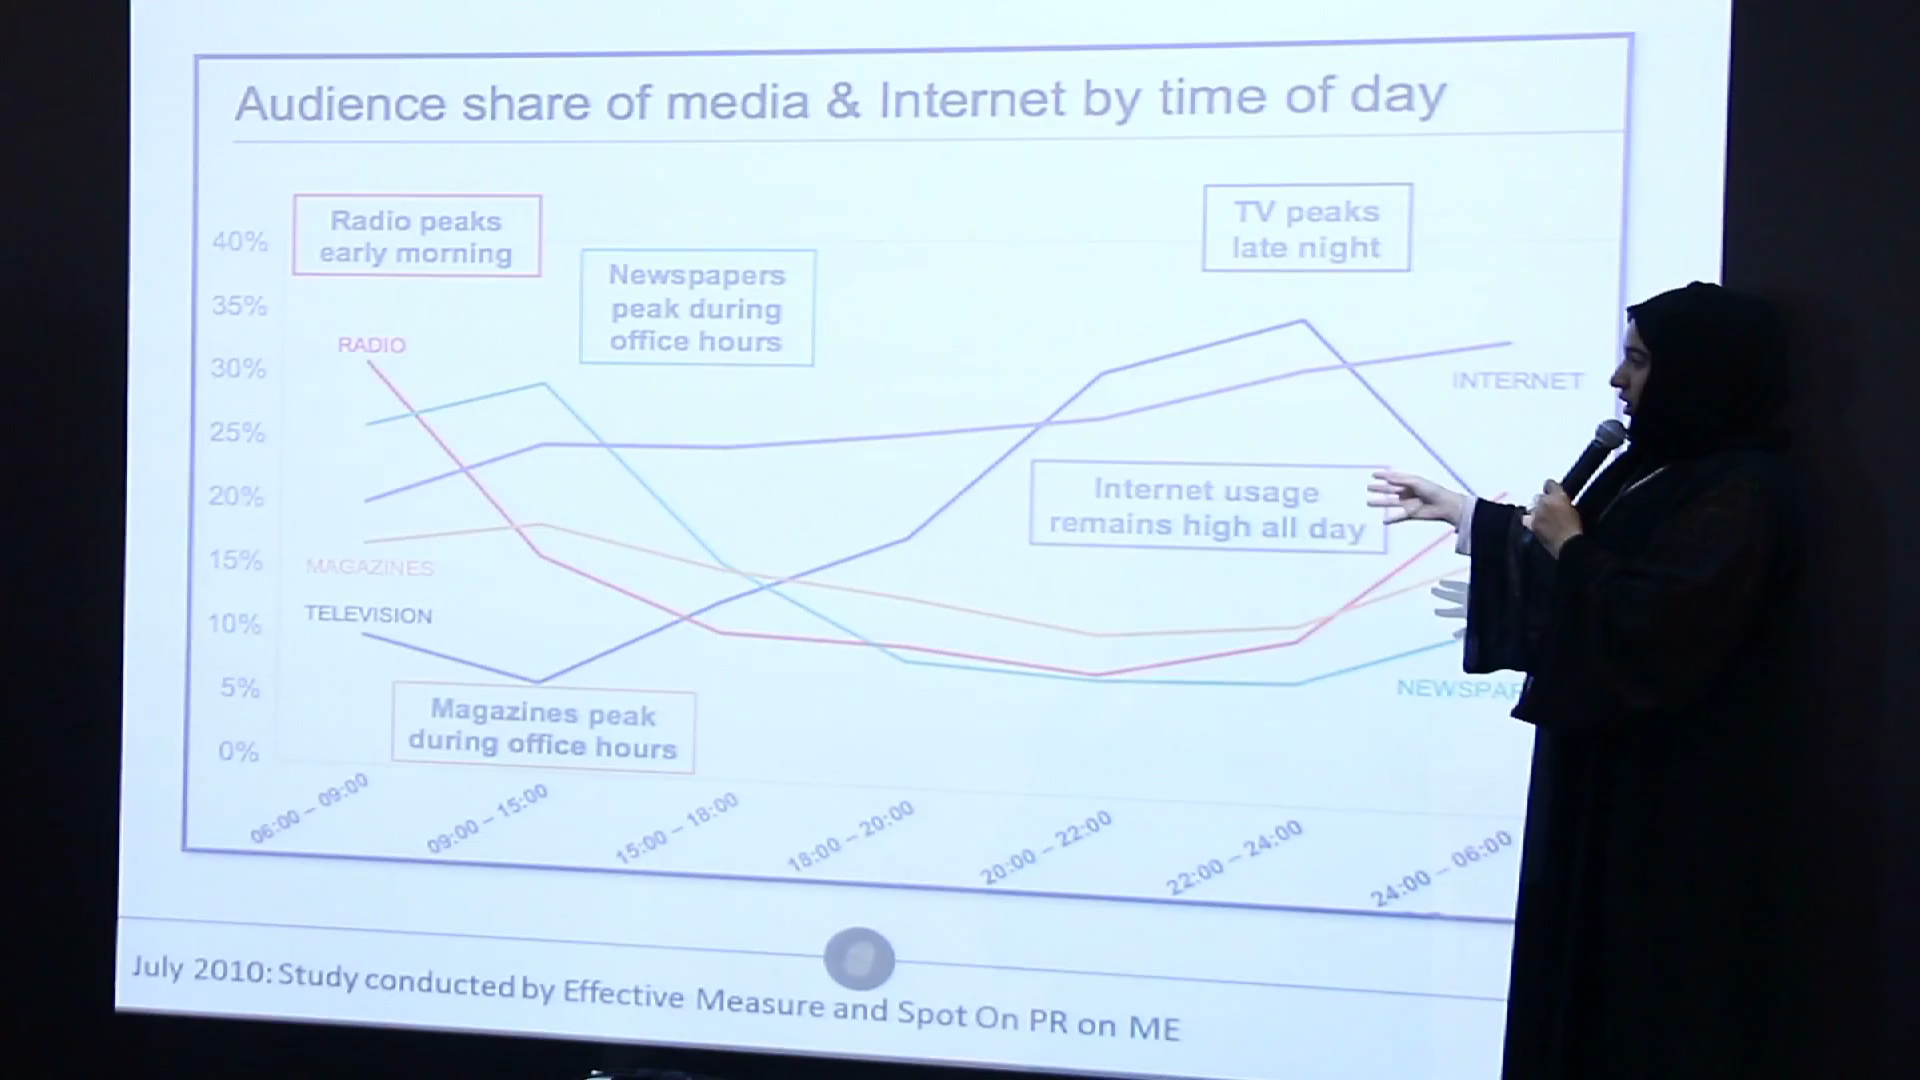 Audience share of media & Internet by time of day
Radio peaks
early morning
TV peaks
late night
Newspapers
peak during
office hours
40%
35%
30%
25%
20%
15%
10%
5%
0%
RADIO
INTERNET
Internet usage
remains high all day
MAGAZINES
TELEVISION
NEWSPAP
Magazines peak
during office hours
06:00 – 09:00
09:00 – 15:00
15:00 – 18:00
18:00 – 20:00
20:00 – 22:00
22:00 – 24:00
24:00 – 06:00
July 2010: Study conducted by Effective Measure and Spot On PR on ME